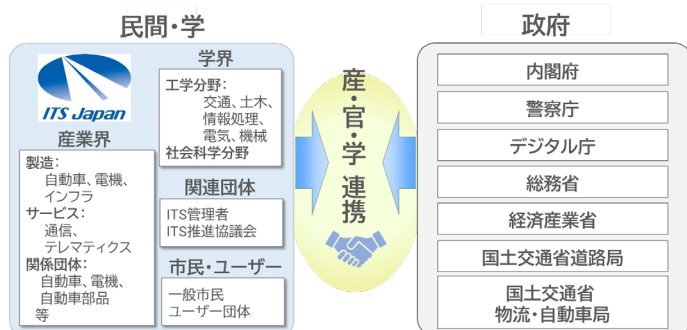 民間・学
ITS Japan
産業界
製造:
自動車、電機、
インフラ
サービス:
通信、
テレマティクス
関係団体:
自動車、電機、
自動車部品
等
学界
工学分野:
交通、土木、
情報処理、
電気、機械
社会科学分野
関連団体
ITS管理者
ITS推進協議会
市民・ユーザー
一般市民
ユーザー団体
産・官・学 連携
政府
内閣府
警察庁
デジタル庁
総務省
経済産業省
国土交通省道路局
国土交通省
物流・自動車局